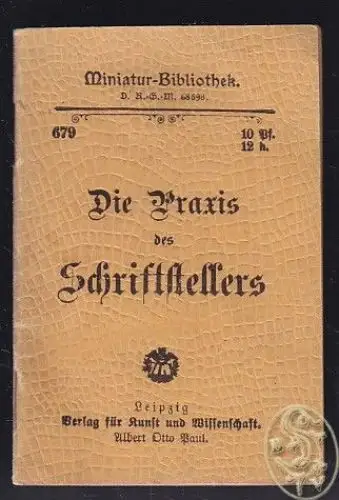 Miniatur-Bibliothek.
D. R.-G.-M. 68598.
679
10 Pf.
12 h.
Die Praxis
des
Schriftstellers
Leipzig
Verlag für Kunst und Wissenschaft.
Albert Otto Paul.